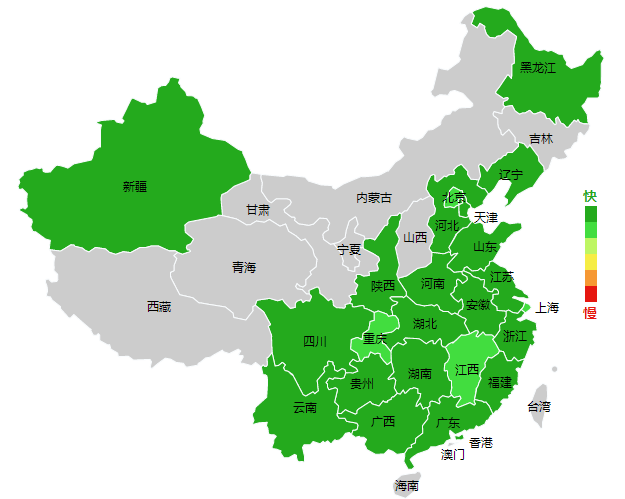 黑龙江
吉林
辽宁
新疆
快
内蒙古
北京
甘肃
天津
河北
山西
山东
宁夏
青海
江苏
陕西
河南
西藏
安徽
上海
湖北
浙江
重庆
四川
江西
湖南
福建
贵州
云南
台湾
广西
广东
香港
澳门
海南
慢